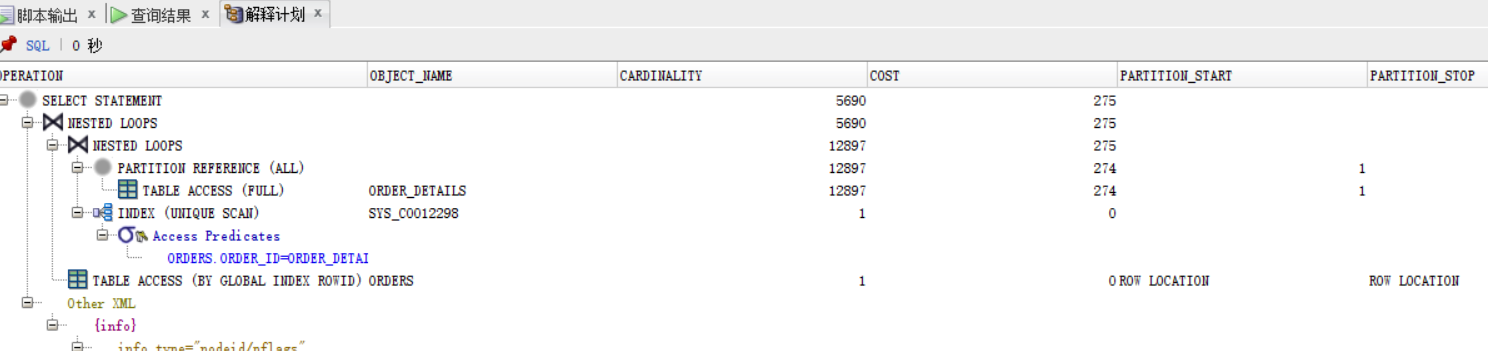 脚本输出 × 查询结果 × 解释计划 ×
SQL | 0 秒
OPERATION OBJECT_NAME CARDINALITY COST PARTITION_START PARTITION_STOP
SELECT STATEMENT 5690 275
NESTED LOOPS 5690 275
NESTED LOOPS 12897 275
PARTITION REFERENCE (ALL) 12897 274 1
TABLE ACCESS (FULL) ORDER_DETAILS 12897 274 1
INDEX (UNIQUE SCAN) SYS_C0012298 1 0
Access Predicates
ORDERS.ORDER_ID=ORDER_DETAI
TABLE ACCESS (BY GLOBAL INDEX ROWID) ORDERS 1 0 ROW LOCATION ROW LOCATION
Other XML
{info}
info type="nodeid/pflags"